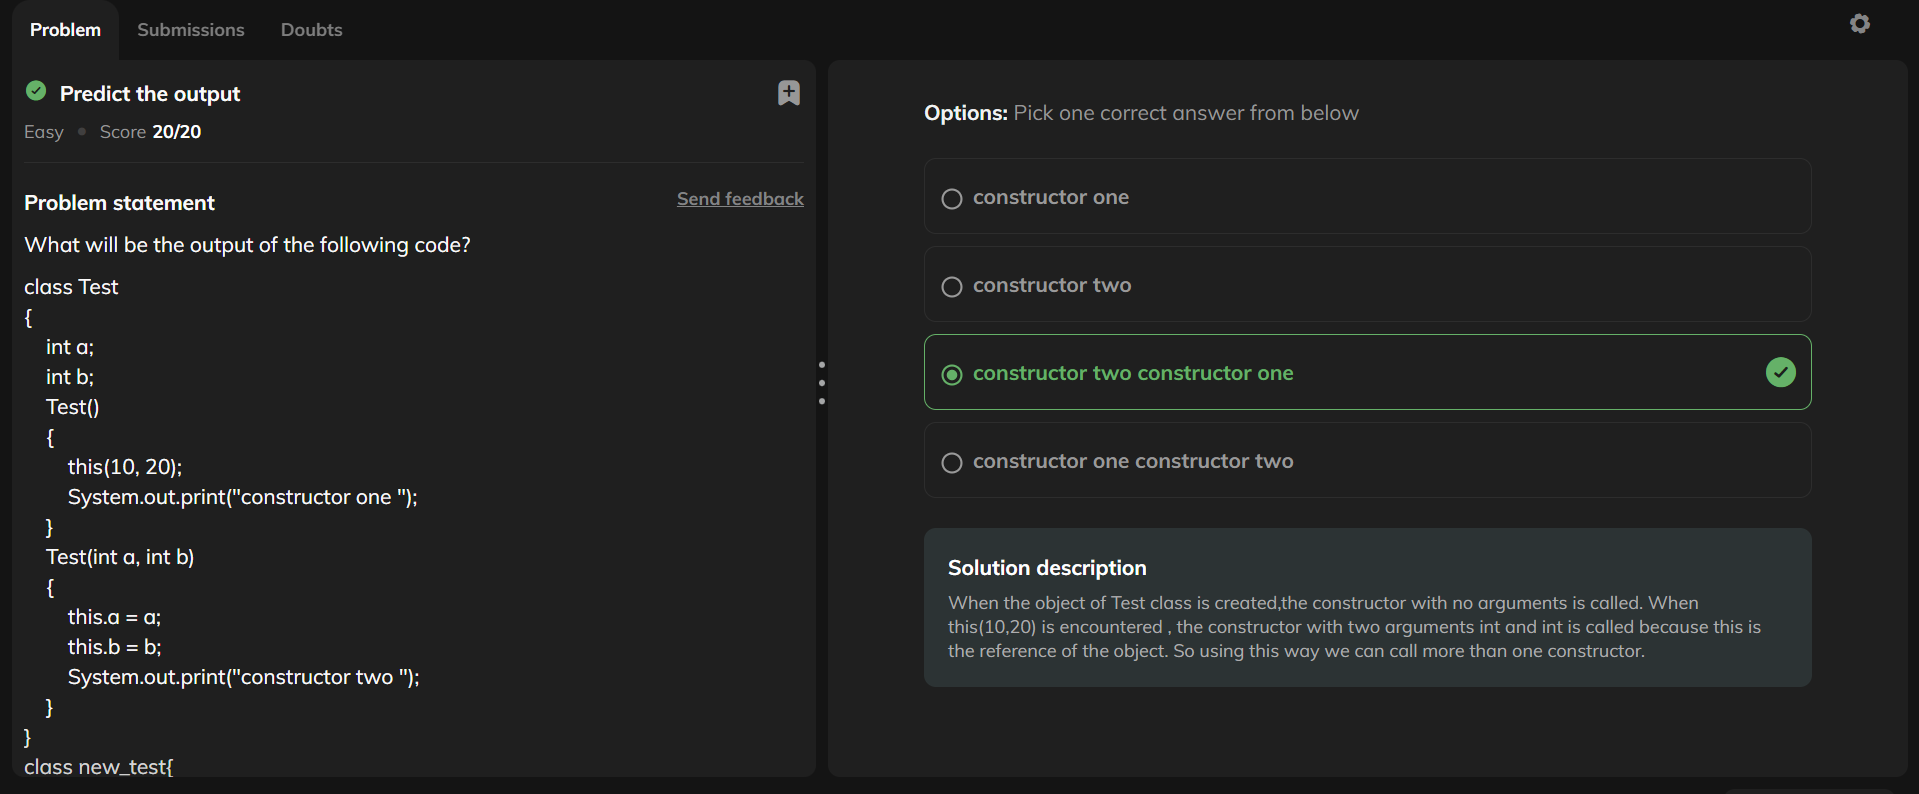 Problem Submissions Doubts
Predict the output
Easy • Score 20/20
Problem statement
Send feedback
What will be the output of the following code?
class Test
{
int a;
int b;
Test()
{
this(10, 20);
System.out.print("constructor one ");
}
Test(int a, int b)
{
this.a = a;
this.b = b;
System.out.print("constructor two ");
}
}
class new_test{
Options: Pick one correct answer from below
constructor one
constructor two
constructor two constructor one
constructor one constructor two
Solution description
When the object of Test class is created,the constructor with no arguments is called. When
this(10,20) is encountered , the constructor with two arguments int and int is called because this is
the reference of the object. So using this way we can call more than one constructor.